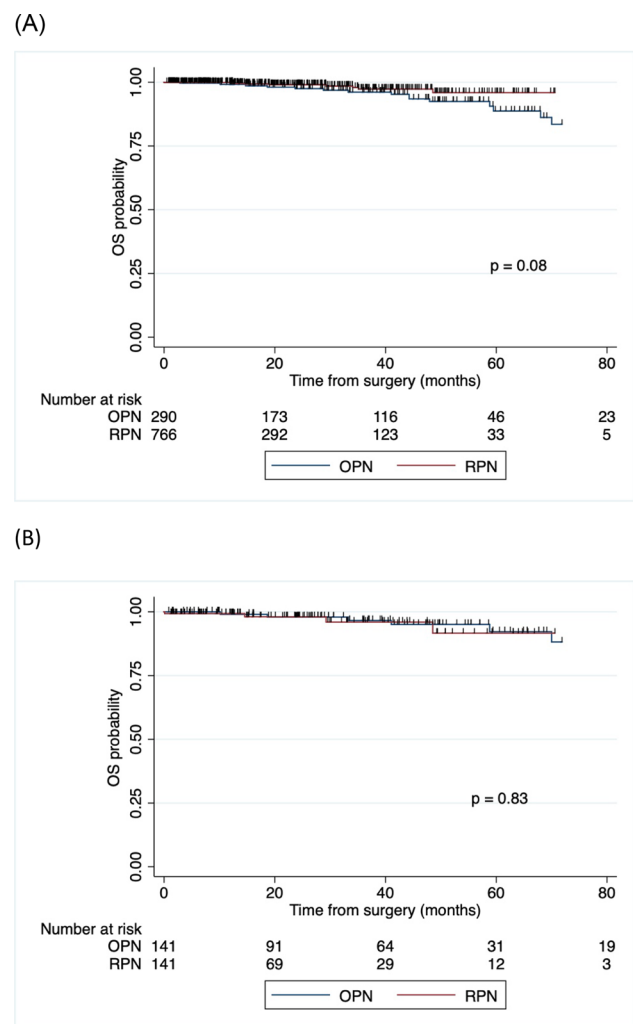 (A)
OS probability
1.00
0.75
0.50
0.25
0.00
p = 0.08
0 20 40 60 80
Time from surgery (months)
Number at risk
OPN 290 173 116 46 23
RPN 766 292 123 33 5
OPN RPN
(B)
OS probability
1.00
0.75
0.50
0.25
0.00
p = 0.83
0 20 40 60 80
Time from surgery (months)
Number at risk
OPN 141 91 64 31 19
RPN 141 69 29 12 3
OPN RPN